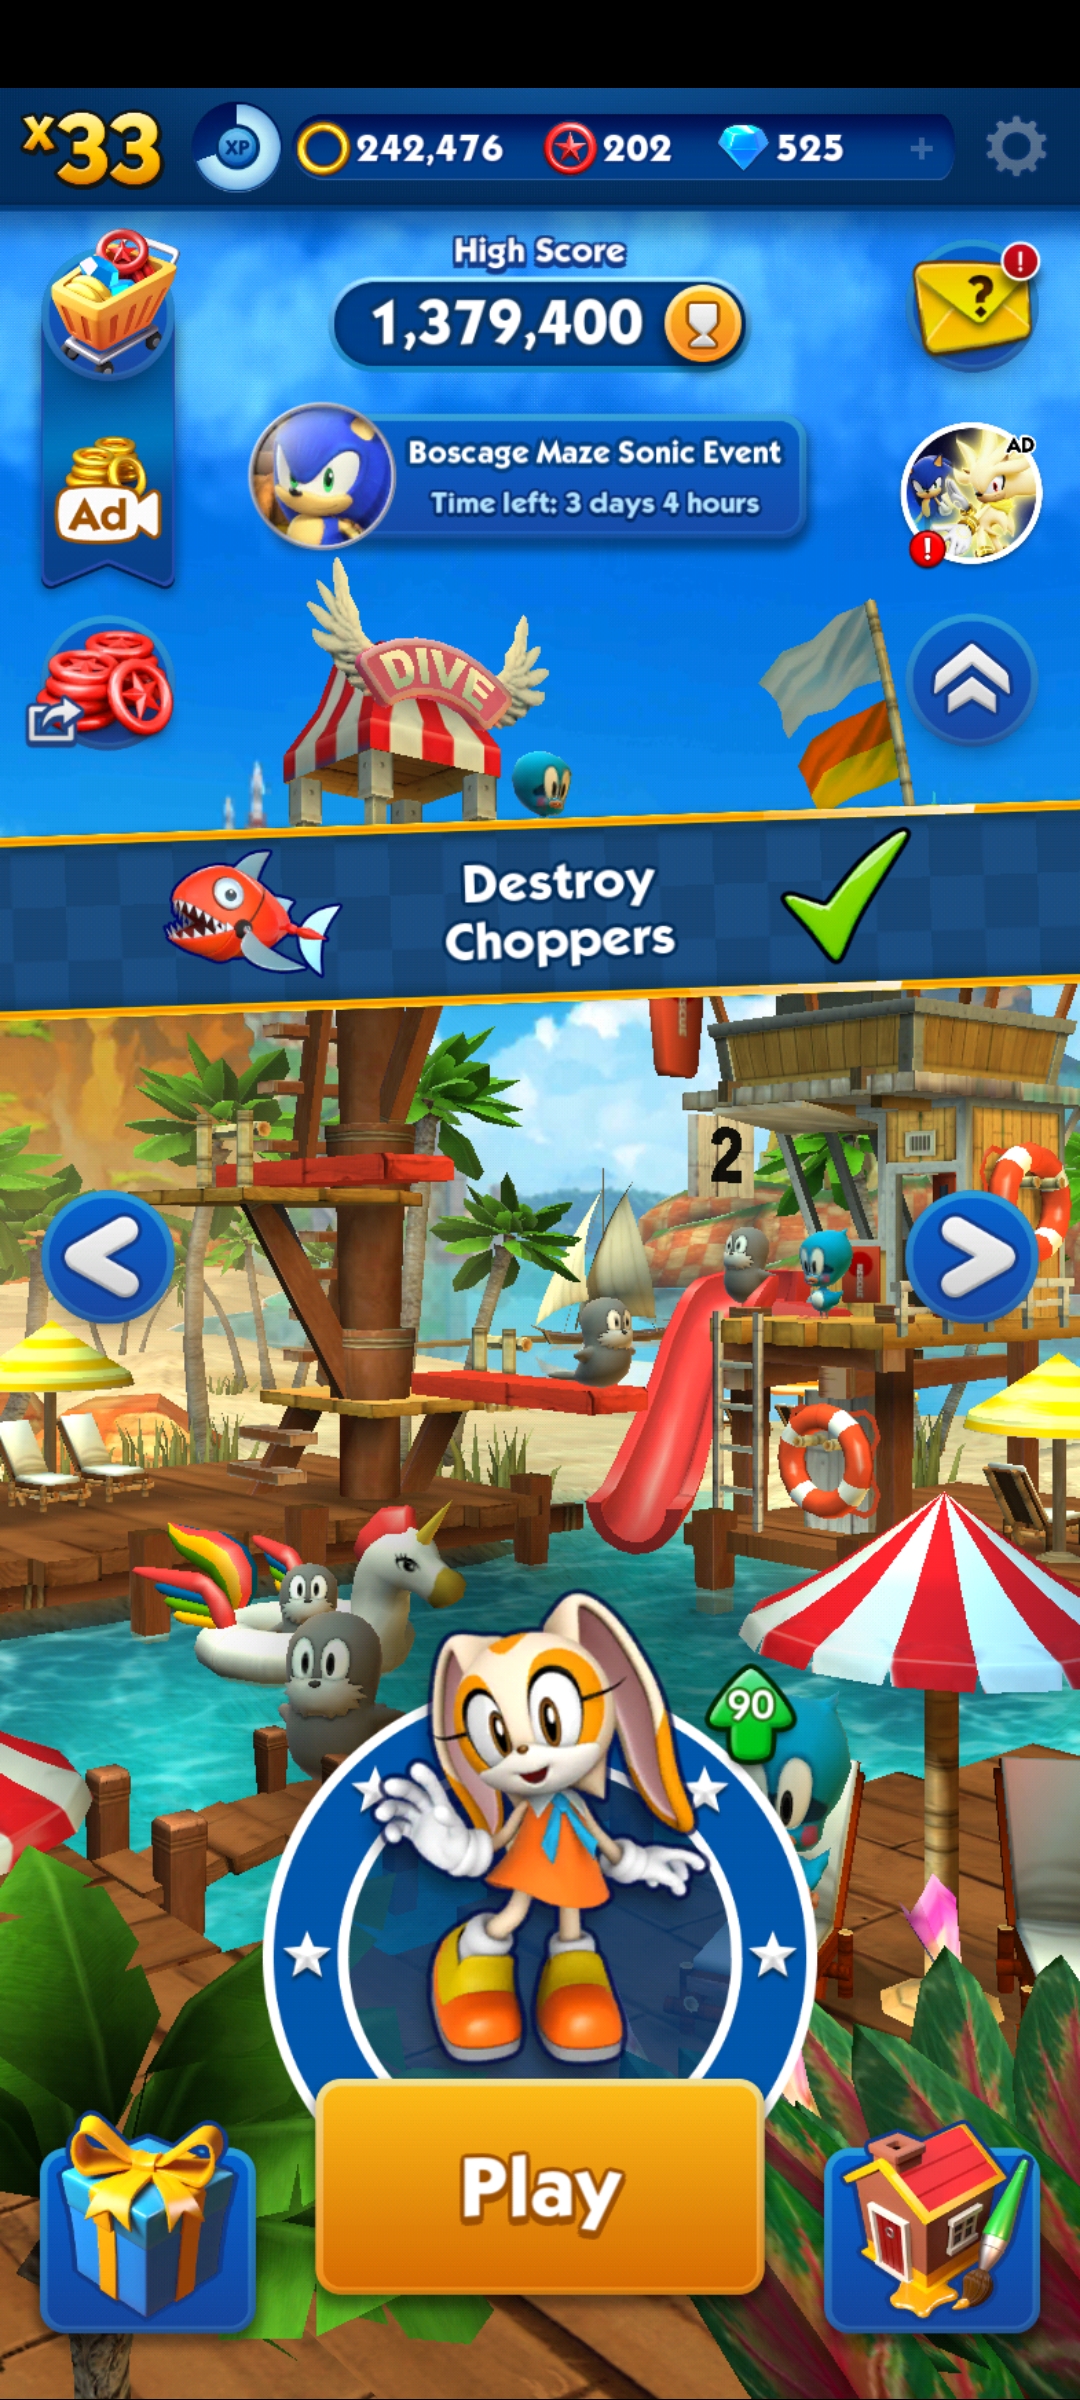 x33
XP
242,476
202
525
+
High Score
1,379,400
?
!
Boscage Maze Sonic Event
Time left: 3 days 4 hours
AD
!
Ad
DIVE
Destroy
Choppers
2
90
Play